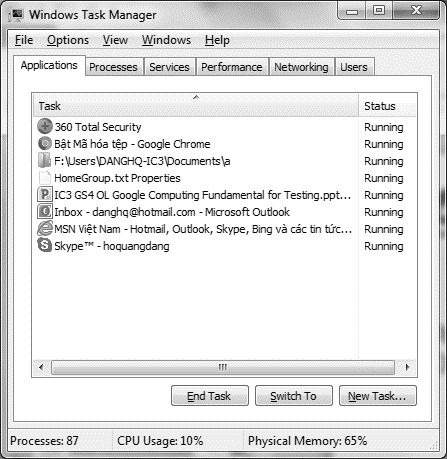 Windows Task Manager
File Options View Windows Help
Applications Processes Services Performance Networking Users
Task Status
360 Total Security Running
Bật Mã hóa tệp - Google Chrome Running
F:\Users\DANGHQ-IC3\Documents\a Running
HomeGroup.txt Properties Running
IC3 GS4 OL Google Computing Fundamental for Testing.ppt... Running
Inbox - danghq@hotmail.com - Microsoft Outlook Running
MSN Việt Nam - Hotmail, Outlook, Skype, Bing và các tin tức... Running
Skype™ - hoquangdang Running
End Task Switch To New Task...
Processes: 87 CPU Usage: 10% Physical Memory: 65%